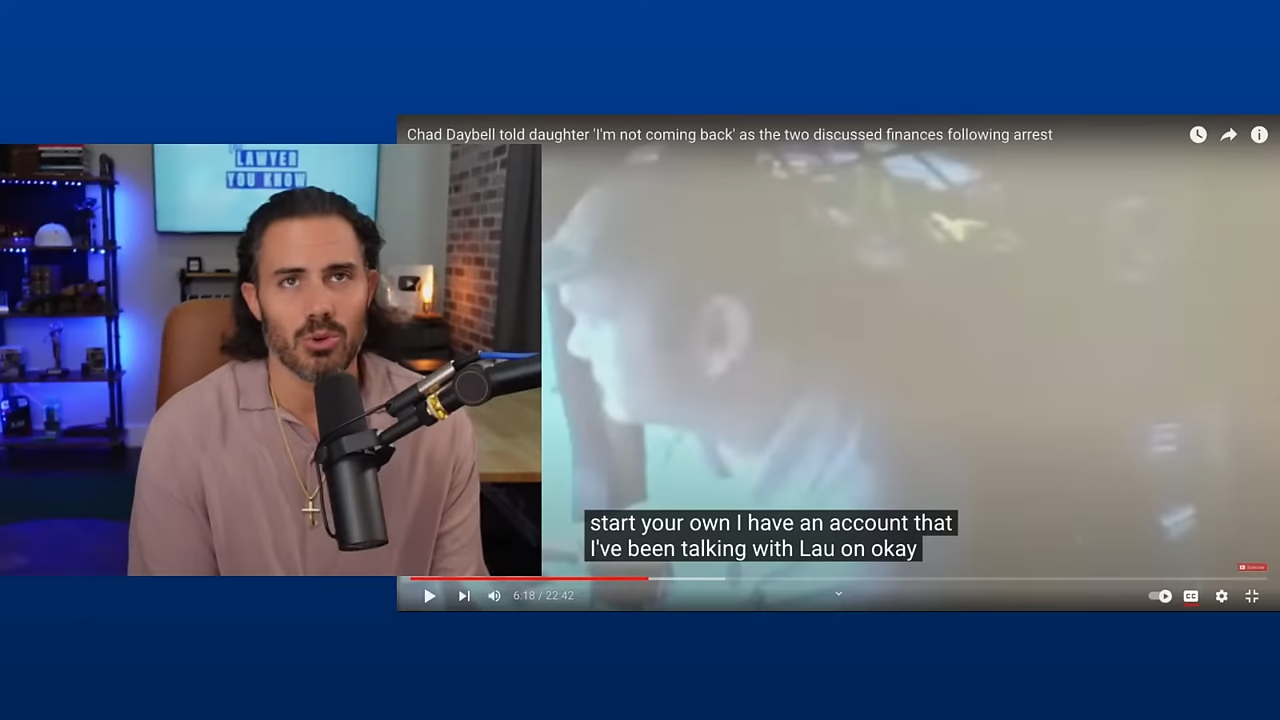 Chad Daybell told daughter 'I'm not coming back' as the two discussed finances following arrest
LAWYER
YOU KNOW
start your own I have an account that
I've been talking with Lau on okay
6:18 / 22:42
CC